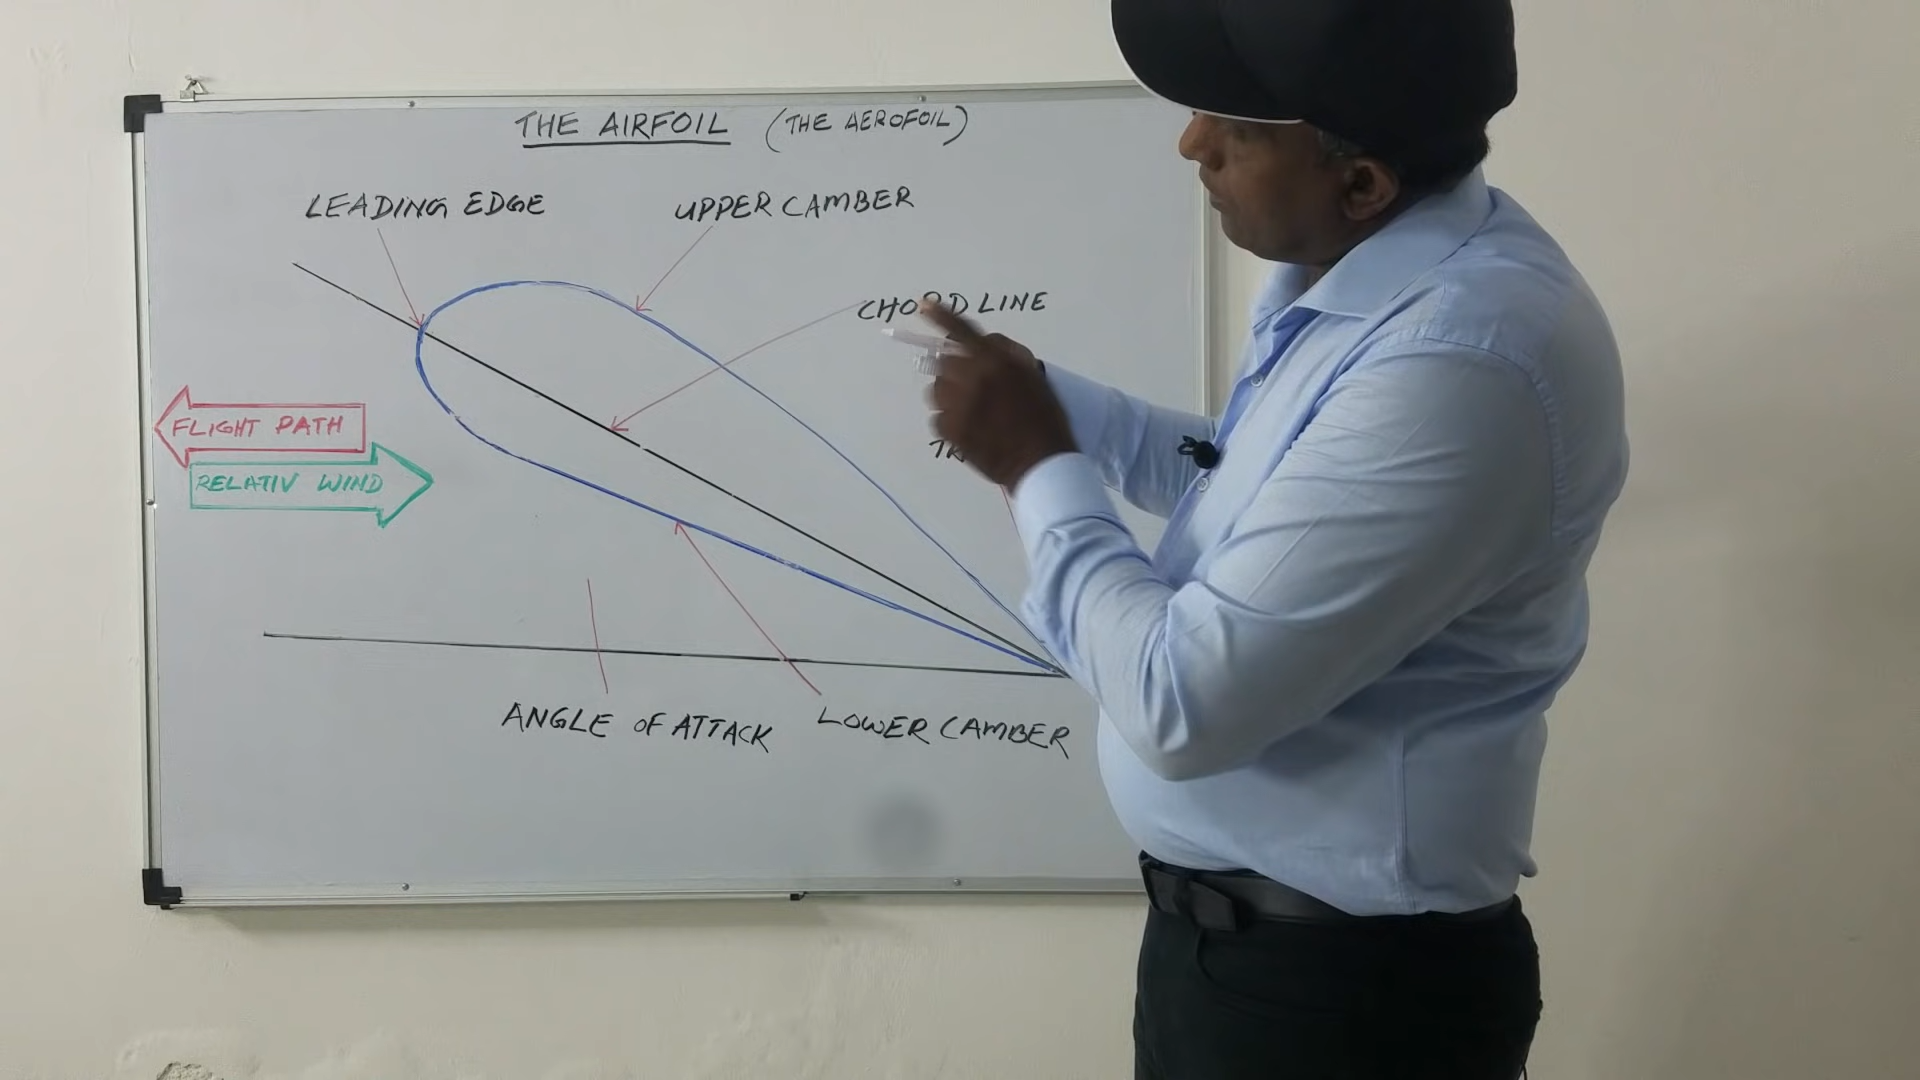 THE AIRFOIL (THE AEROFOIL)
LEADING EDGE
UPPER CAMBER
CHORD LINE
FLIGHT PATH
RELATIV WIND
ANGLE OF ATTACK
LOWER CAMBER